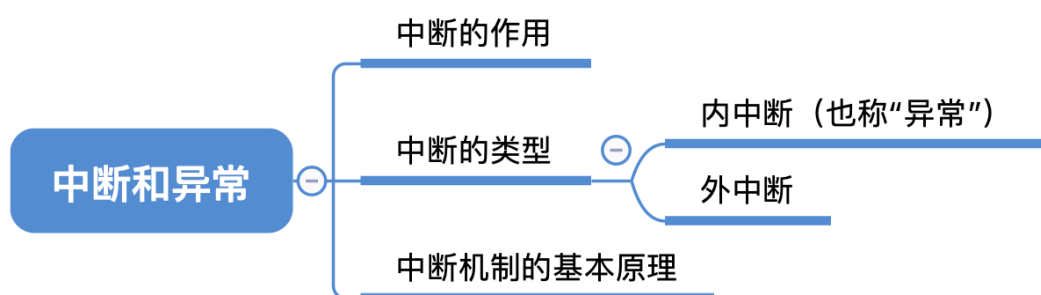 中断的作用
内中断（也称“异常”）
中断的类型
中断和异常
外中断
中断机制的基本原理